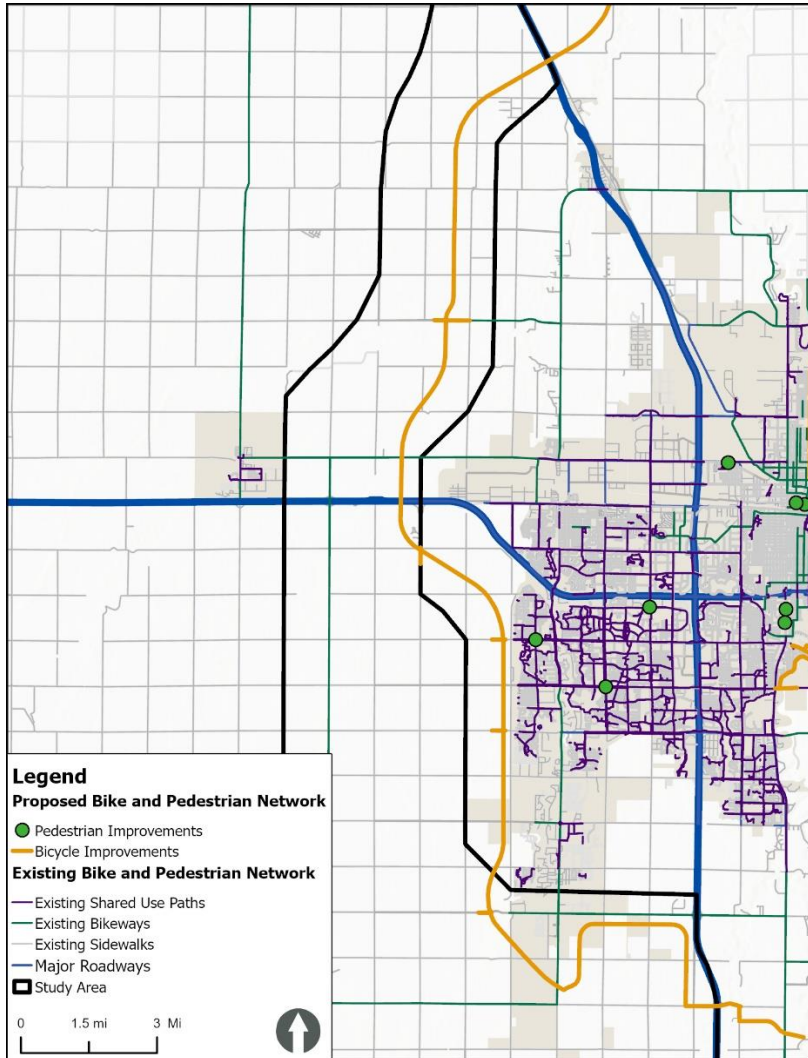 Legend
Proposed Bike and Pedestrian Network
Pedestrian Improvements
Bicycle Improvements
Existing Bike and Pedestrian Network
Existing Shared Use Paths
Existing Bikeways
Existing Sidewalks
Major Roadways
Study Area
0 1.5 mi 3 Mi